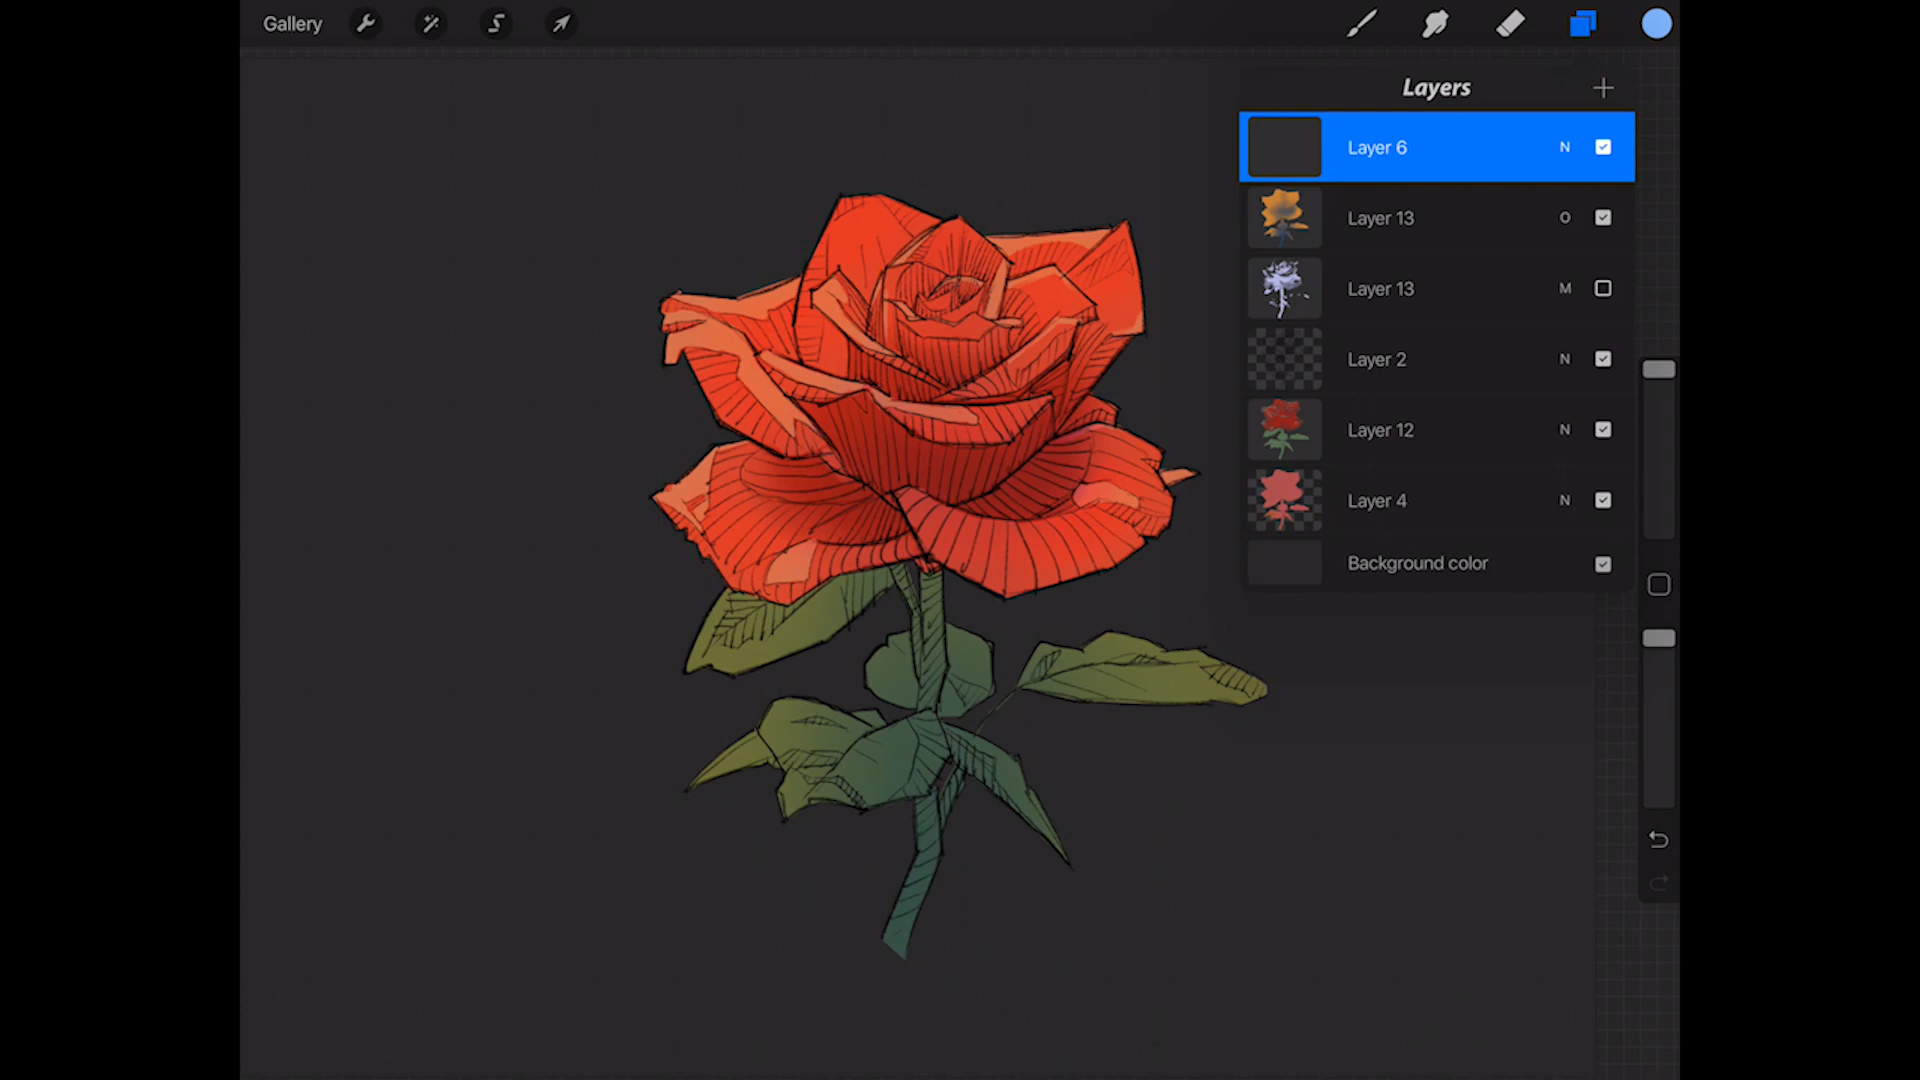 Gallery
Layers
Layer 6 N
Layer 13 O
Layer 13 M
Layer 2 N
Layer 12 N
Layer 4 N
Background color